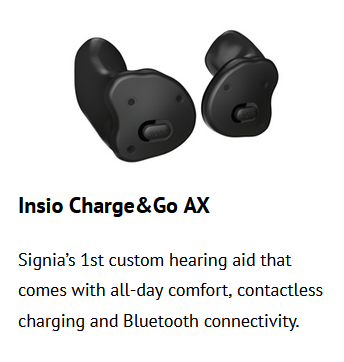 Insio Charge&Go AX
Signia’s 1st custom hearing aid that
comes with all-day comfort, contactless
charging and Bluetooth connectivity.